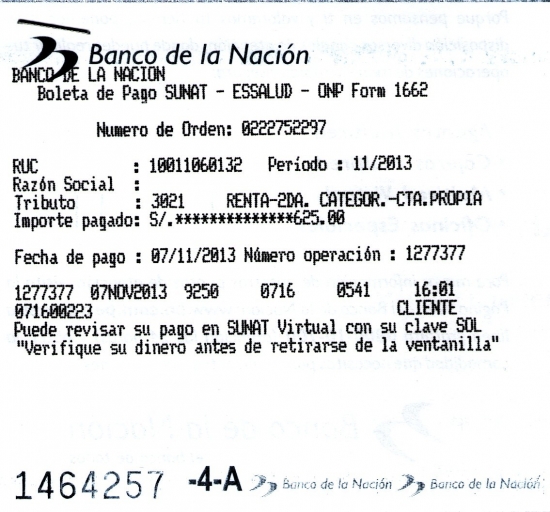 Banco de la Nación
BANCO DE LA NACION
Boleta de Pago SUNAT - ESSALUD - ONP Form 1662
Numero de Orden: 0222752297
RUC : 10011060132 Período : 11/2013
Razón Social :
Tributo : 3021 RENTA-2DA. CATEGOR.-CTA.PROPIA
Importe pagado: S/.**************625.00
Fecha de pago : 07/11/2013 Número operación : 1277377
1277377 07NOV2013 9250 0716 0541 16:01
071600223 CLIENTE
Puede revisar su pago en SUNAT Virtual con su clave SOL
"Verifique su dinero antes de retirarse de la ventanilla"
1464257 -4-A Banco de la Nación Banco de la Nación